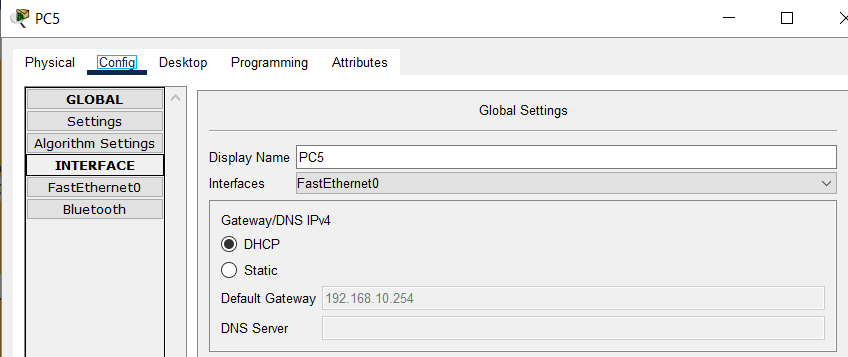 PC5
Physical Config Desktop Programming Attributes
GLOBAL
Settings
Algorithm Settings
INTERFACE
FastEthernet0
Bluetooth
Global Settings
Display Name PC5
Interfaces FastEthernet0
Gateway/DNS IPv4
DHCP
Static
Default Gateway 192.168.10.254
DNS Server